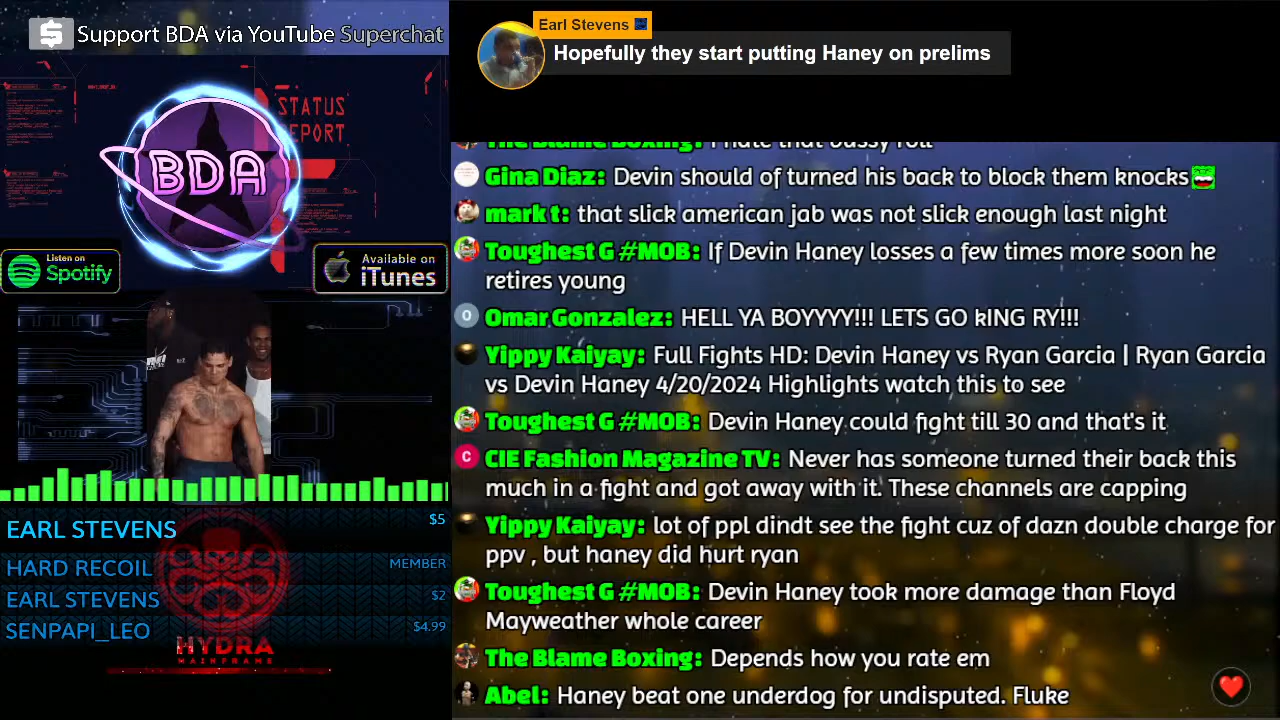 Support BDA via YouTube Superchat
STATUS
REPORT
BDA
Listen on
Spotify
Available on
iTunes
EARL STEVENS $5
HARD RECOIL MEMBER
EARL STEVENS $2
SENPAPI_LEO $4.99
HYDRA
MAINFRAME
Earl Stevens
Hopefully they start putting Haney on prelims
The Blame Boxing: I hate that
roll
Gina Diaz: Devin should of turned his back to block them knocks
mark t: that slick american jab was not slick enough last night
Toughest G #MOB: If Devin Haney losses a few times more soon he
retires young
O
Omar Gonzalez: HELL YA BOYYYY!!! LETS GO kING RY!!!
Yippy Kaiyay: Full Fights HD: Devin Haney vs Ryan Garcia | Ryan Garcia
vs Devin Haney 4/20/2024 Highlights watch this to see
Toughest G #MOB: Devin Haney could fight till 30 and that's it
C
CIE Fashion Magazine TV: Never has someone turned their back this
much in a fight and got away with it. These channels are capping
Yippy Kaiyay: lot of ppl dindt see the fight cuz of dazn double charge for
ppv , but haney did hurt ryan
Toughest G #MOB: Devin Haney took more damage than Floyd
Mayweather whole career
The Blame Boxing: Depends how you rate em
Abel: Haney beat one underdog for undisputed. Fluke